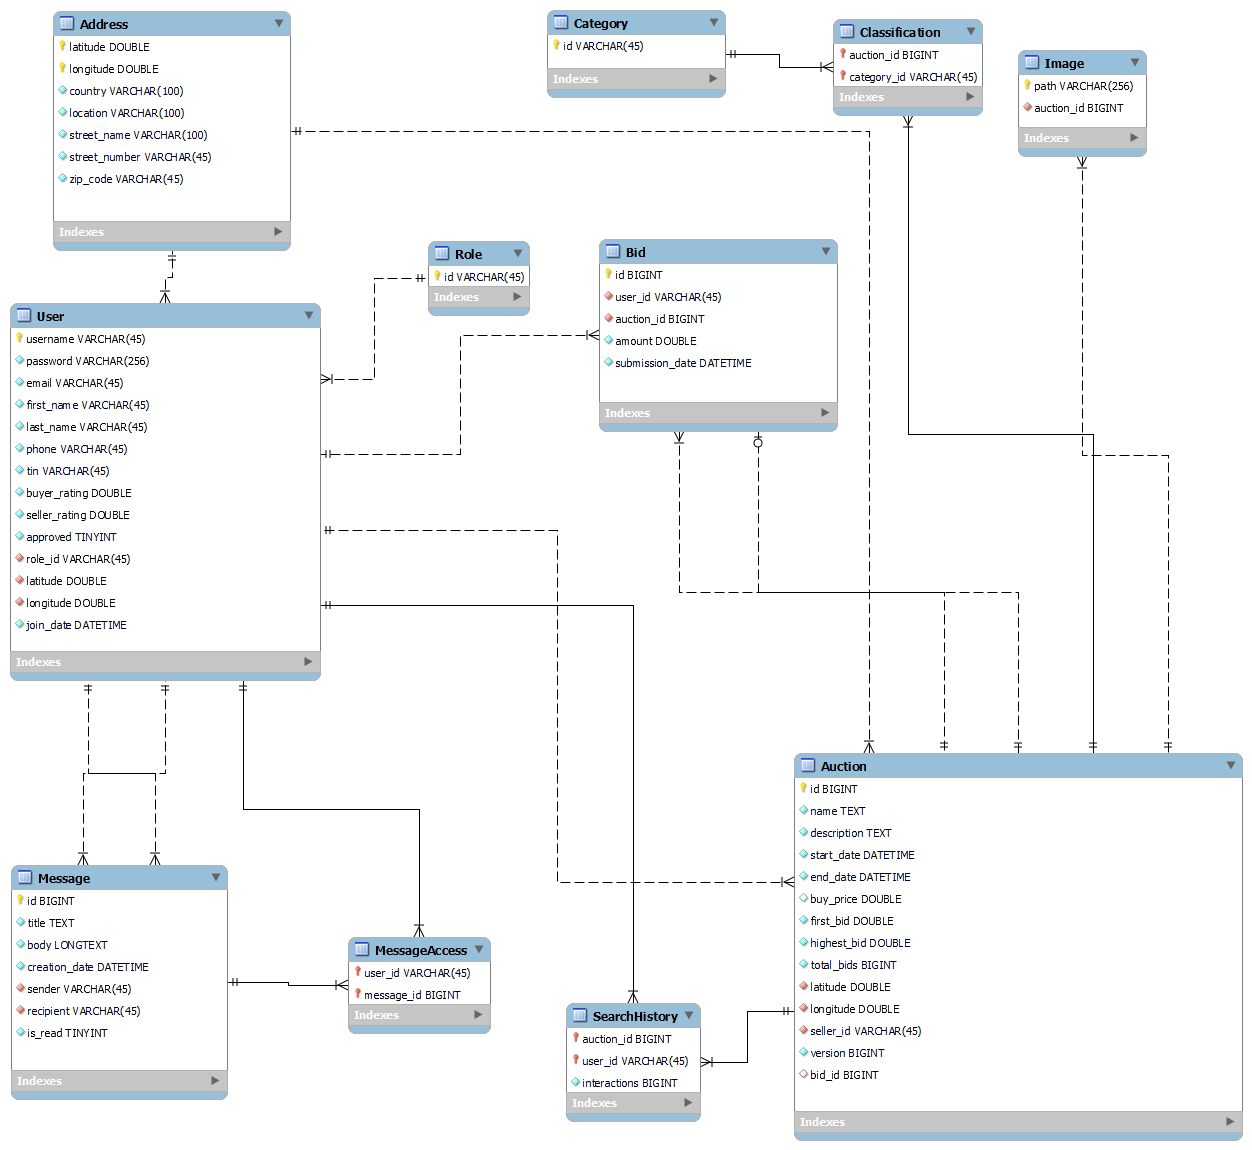 Address
latitude DOUBLE
longitude DOUBLE
country VARCHAR(100)
location VARCHAR(100)
street_name VARCHAR(100)
street_number VARCHAR(45)
zip_code VARCHAR(45)
Indexes
Category
id VARCHAR(45)
Indexes
Classification
auction_id BIGINT
category_id VARCHAR(45)
Indexes
Image
path VARCHAR(256)
auction_id BIGINT
Indexes
Role
id VARCHAR(45)
Indexes
Bid
id BIGINT
user_id VARCHAR(45)
auction_id BIGINT
amount DOUBLE
submission_date DATETIME
Indexes
User
username VARCHAR(45)
password VARCHAR(256)
email VARCHAR(45)
first_name VARCHAR(45)
last_name VARCHAR(45)
phone VARCHAR(45)
tin VARCHAR(45)
buyer_rating DOUBLE
seller_rating DOUBLE
approved TINYINT
role_id VARCHAR(45)
latitude DOUBLE
longitude DOUBLE
join_date DATETIME
Indexes
Message
id BIGINT
title TEXT
body LONGTEXT
creation_date DATETIME
sender VARCHAR(45)
recipient VARCHAR(45)
is_read TINYINT
Indexes
MessageAccess
user_id VARCHAR(45)
message_id BIGINT
Indexes
SearchHistory
auction_id BIGINT
user_id VARCHAR(45)
interactions BIGINT
Indexes
Auction
id BIGINT
name TEXT
description TEXT
start_date DATETIME
end_date DATETIME
buy_price DOUBLE
first_bid DOUBLE
highest_bid DOUBLE
total_bids BIGINT
latitude DOUBLE
longitude DOUBLE
seller_id VARCHAR(45)
version BIGINT
bid_id BIGINT
Indexes